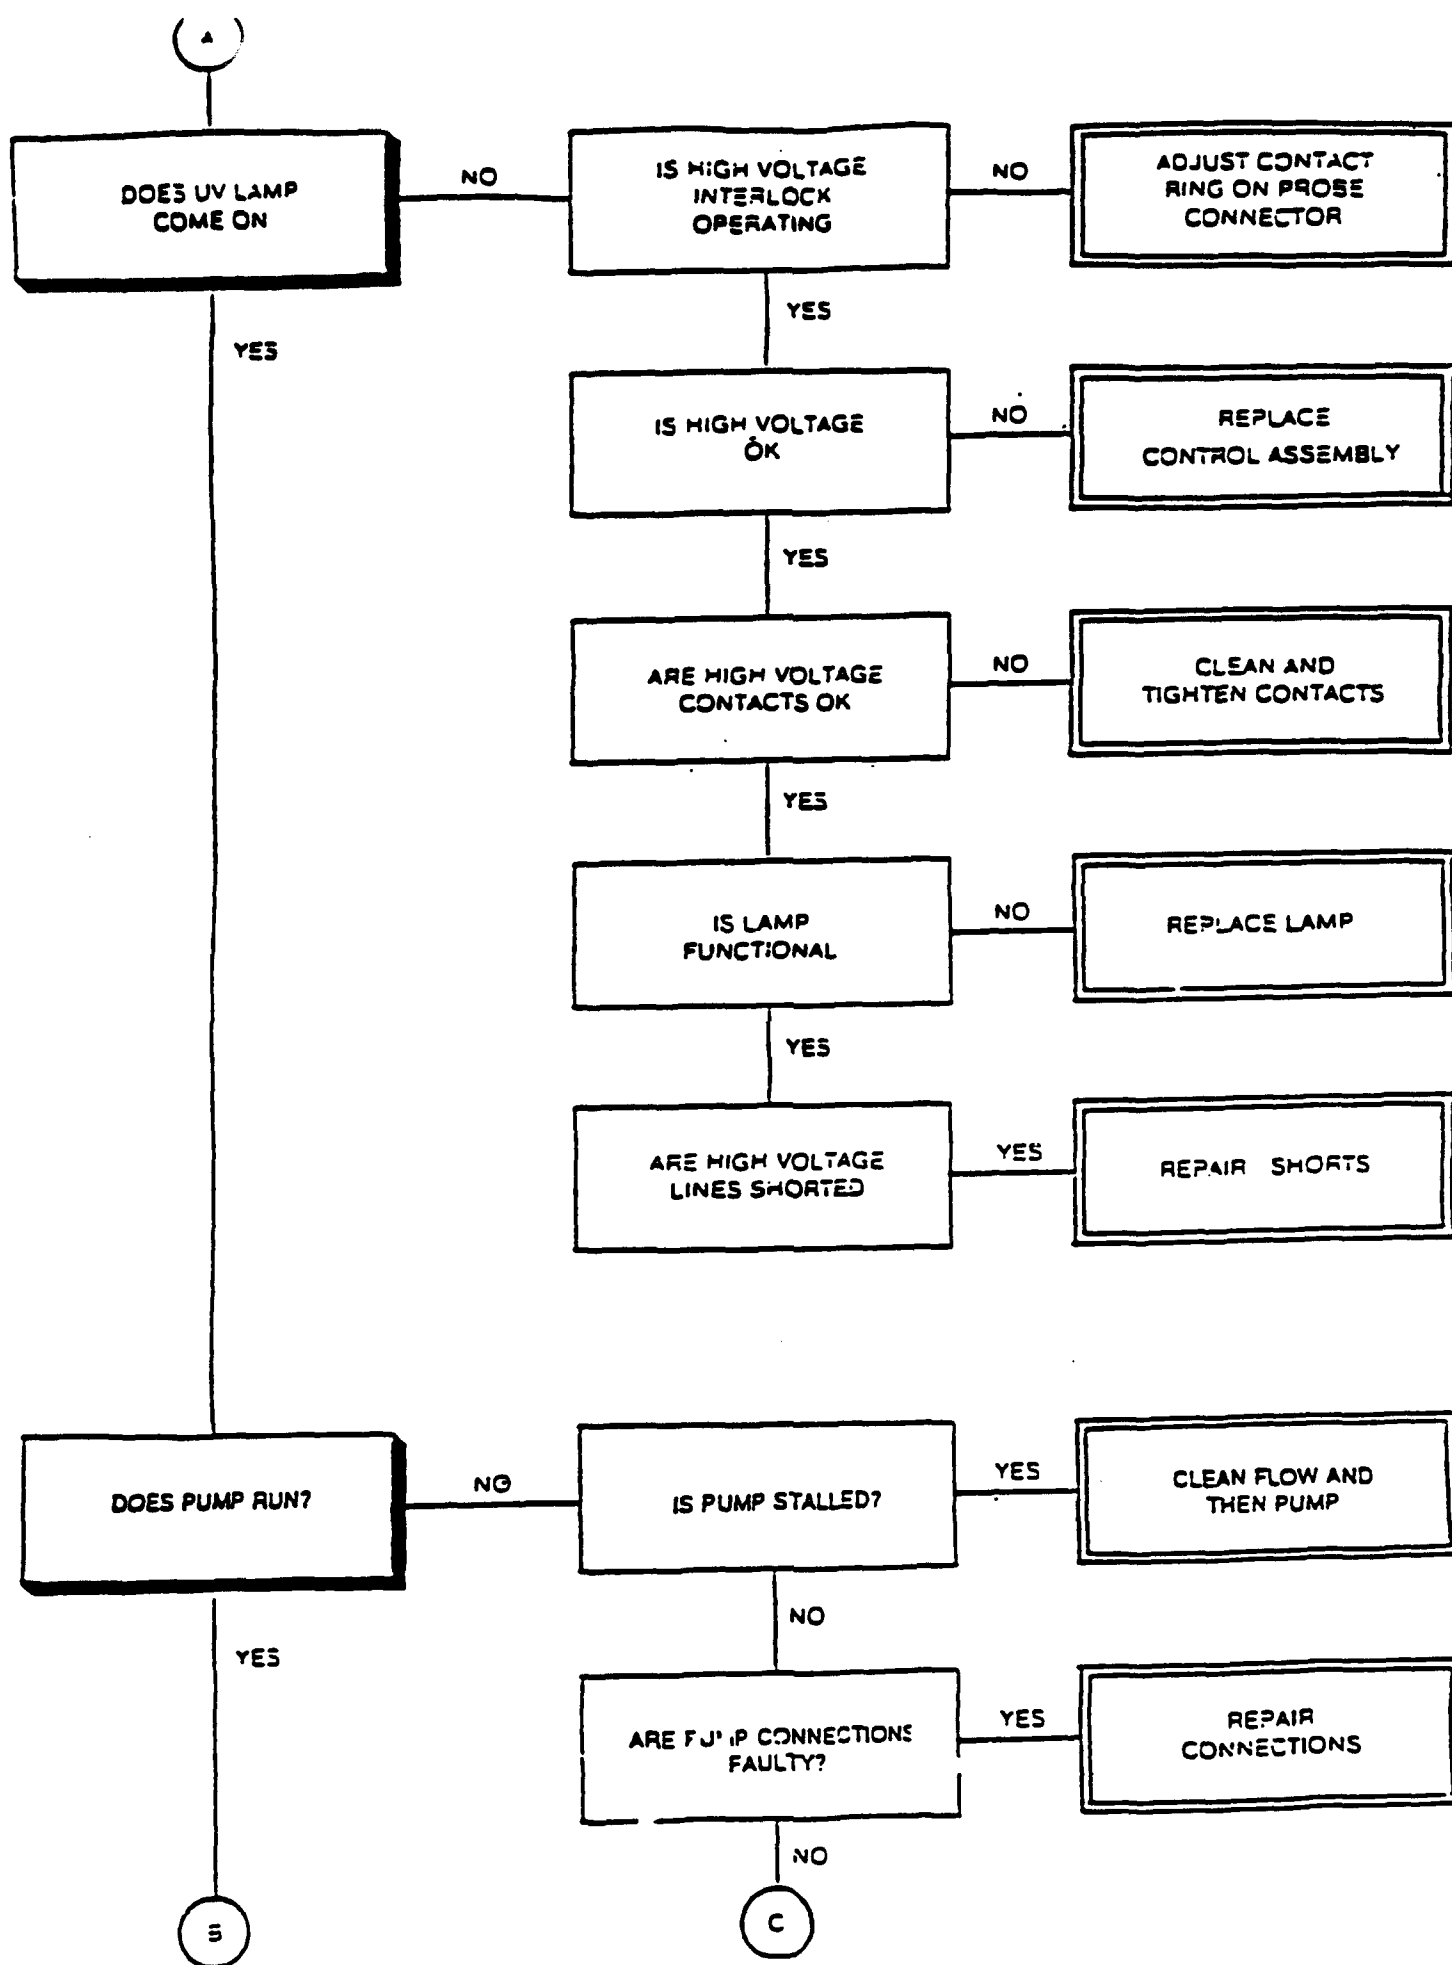 A
DOES UV LAMP
COME ON
NO
IS HIGH VOLTAGE
INTERLOCK
OPERATING
NO
ADJUST CONTACT
RING ON PROBE
CONNECTOR
YES
YES
IS HIGH VOLTAGE
OK
NO
REPLACE
CONTROL ASSEMBLY
YES
ARE HIGH VOLTAGE
CONTACTS OK
NO
CLEAN AND
TIGHTEN CONTACTS
YES
IS LAMP
FUNCTIONAL
NO
REPLACE LAMP
YES
ARE HIGH VOLTAGE
LINES SHORTED
YES
REPAIR SHORTS
DOES PUMP RUN?
NO
IS PUMP STALLED?
YES
CLEAN FLOW AND
THEN PUMP
NO
YES
ARE PUMP CONNECTIONS
FAULTY?
YES
REPAIR
CONNECTIONS
NO
B
C